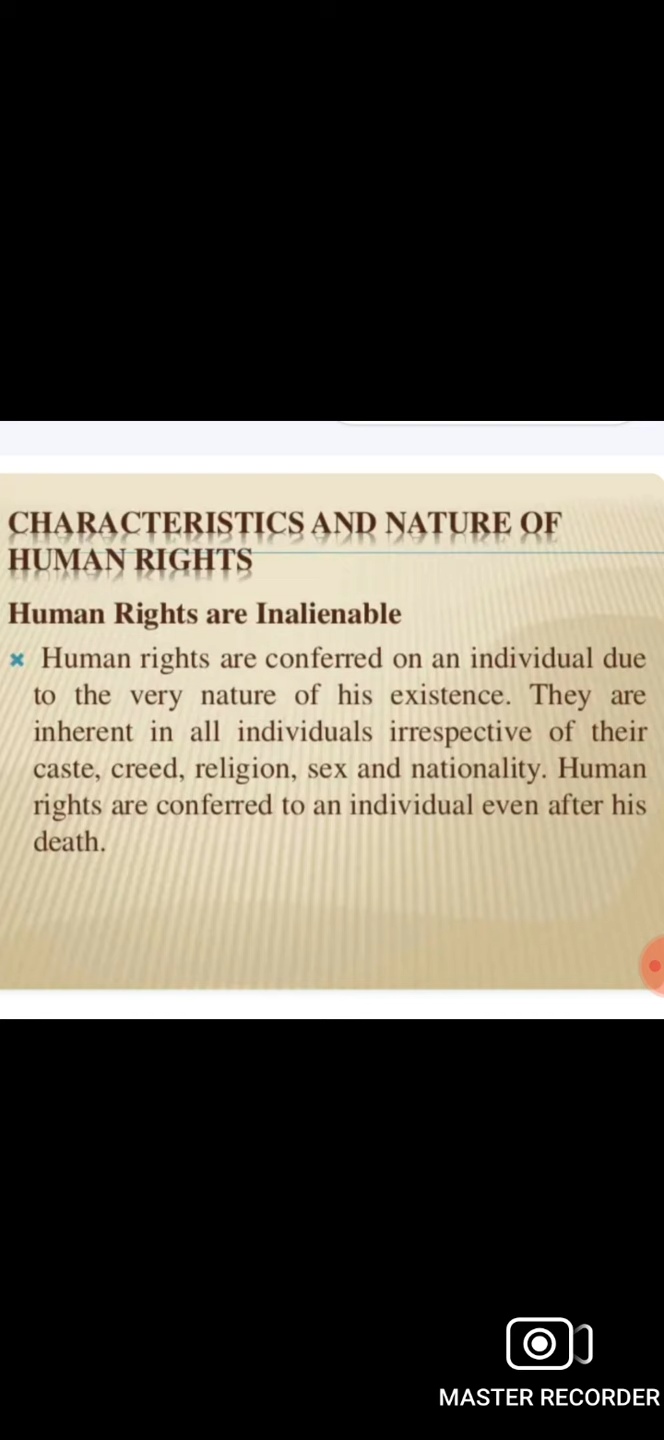 CHARACTERISTICS AND NATURE OF
HUMAN RIGHTS
Human Rights are Inalienable
Human rights are conferred on an individual due
to the very nature of his existence. They are
inherent in all individuals irrespective of their
caste, creed, religion, sex and nationality. Human
rights are conferred to an individual even after his
death.
MASTER RECORDER